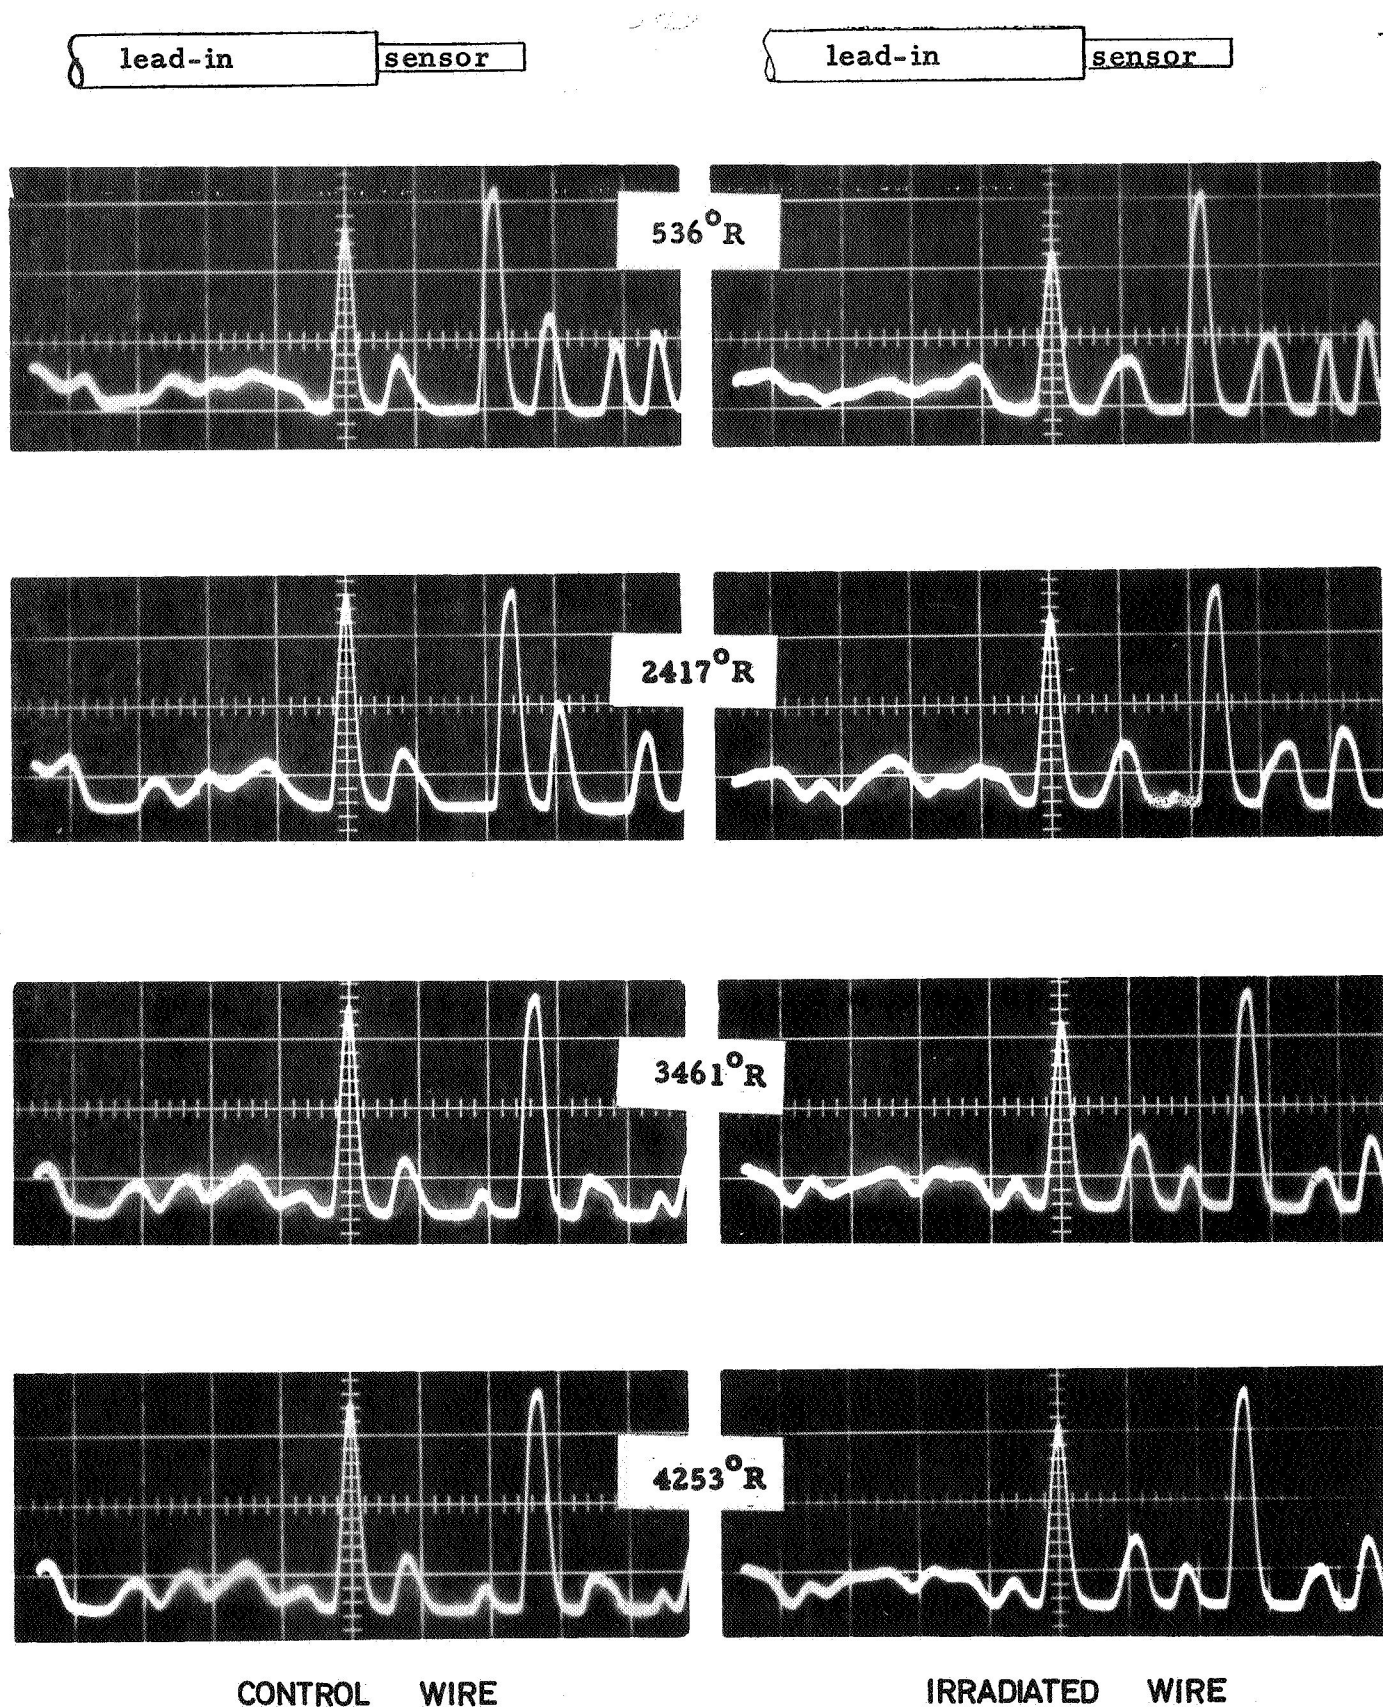 lead-in sensor lead-in sensor
536°R
2417°R
3461°R
4253°R
CONTROL WIRE IRRADIATED WIRE